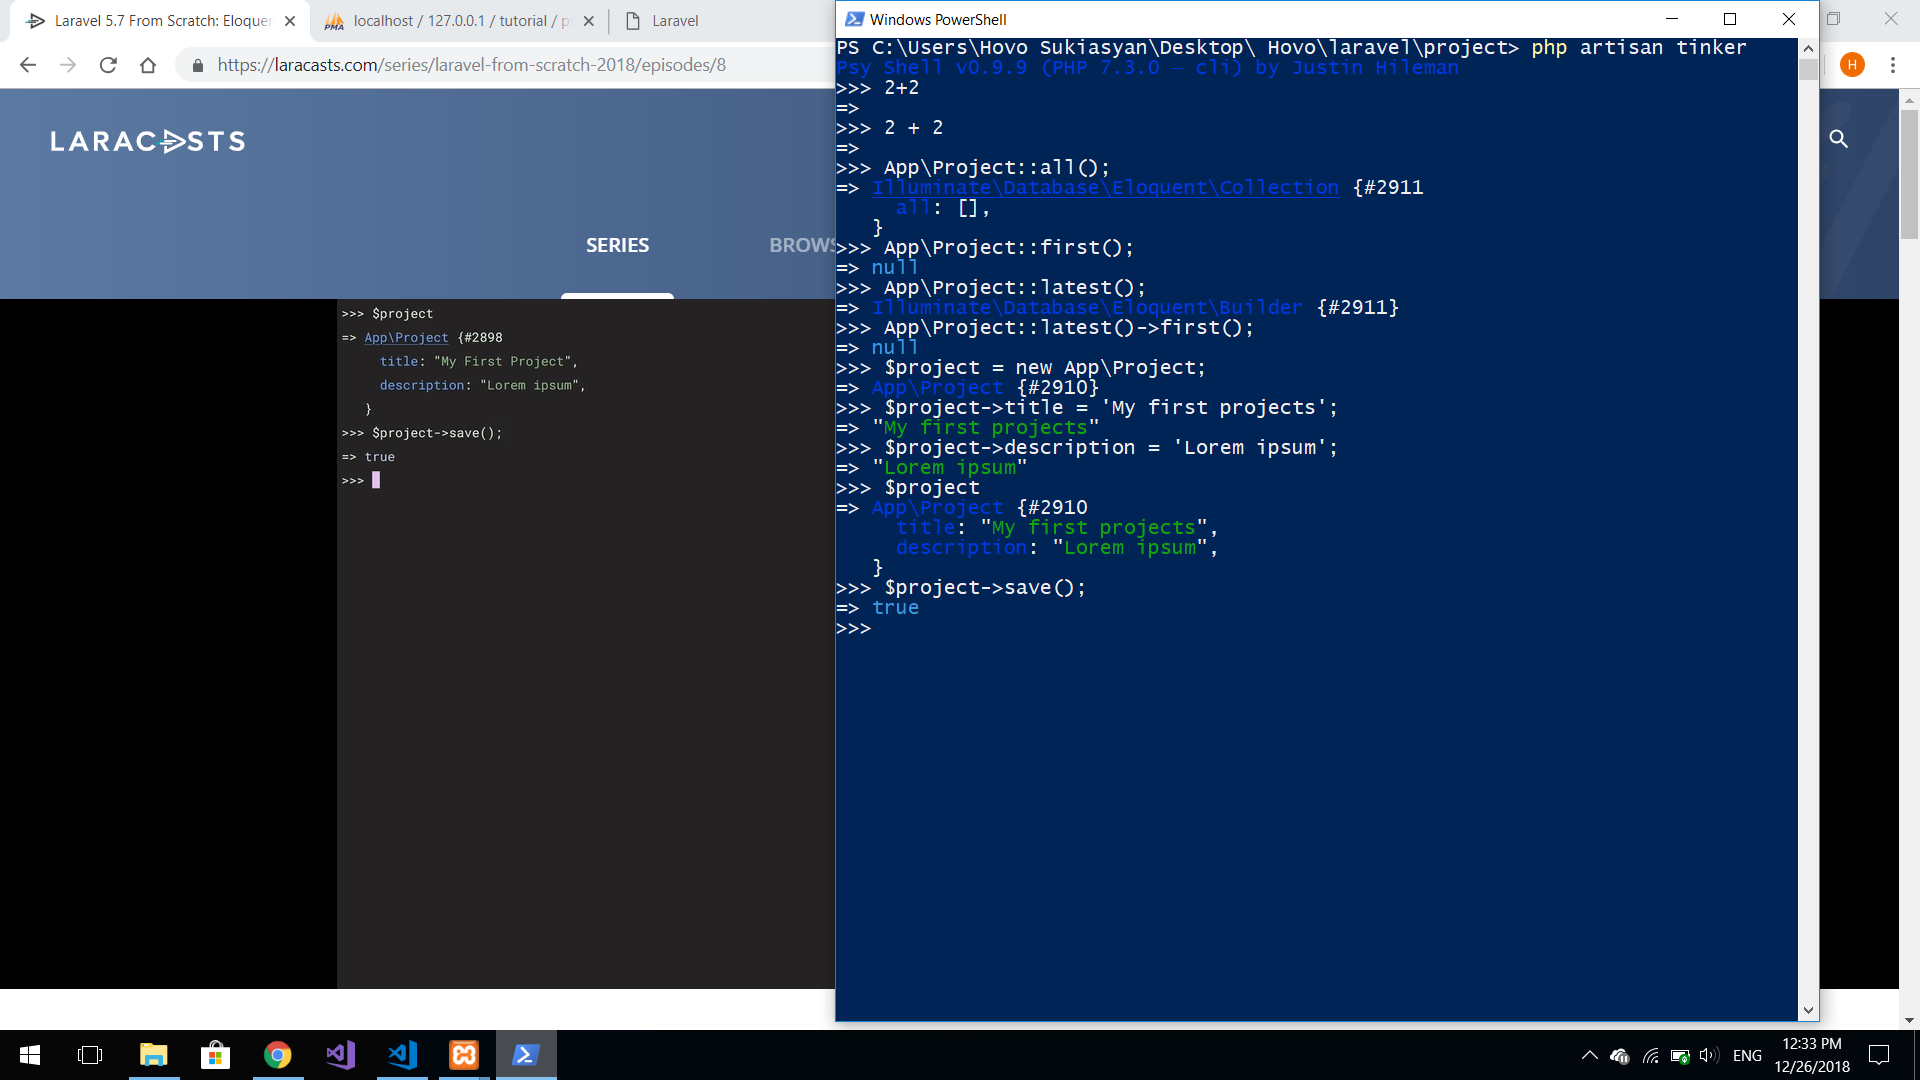 Laravel 5.7 From Scratch: Eloquen
localhost / 127.0.0.1 / tutorial / p
Laravel
https://laracasts.com/series/laravel-from-scratch-2018/episodes/8
H
LARACASTS
SERIES
BROWS
>>> $project
=> App\Project {#2898
title: "My First Project",
description: "Lorem ipsum",
}
>>> $project->save();
=> true
>>>
Windows PowerShell
PS C:\Users\Hovo Sukiasyan\Desktop\ Hovo\laravel\project> php artisan tinker
Psy Shell v0.9.9 (PHP 7.3.0 — cli) by Justin Hileman
>>> 2+2
=>
>>> 2 + 2
=>
>>> App\Project::all();
=> Illuminate\Database\Eloquent\Collection {#2911
all: [],
}
>>> App\Project::first();
=> null
>>> App\Project::latest();
=> Illuminate\Database\Eloquent\Builder {#2911}
>>> App\Project::latest()->first();
=> null
>>> $project = new App\Project;
=> App\Project {#2910}
>>> $project->title = 'My first projects';
=> "My first projects"
>>> $project->description = 'Lorem ipsum';
=> "Lorem ipsum"
>>> $project
=> App\Project {#2910
title: "My first projects",
description: "Lorem ipsum",
}
>>> $project->save();
=> true
>>>
ENG
12:33 PM
12/26/2018